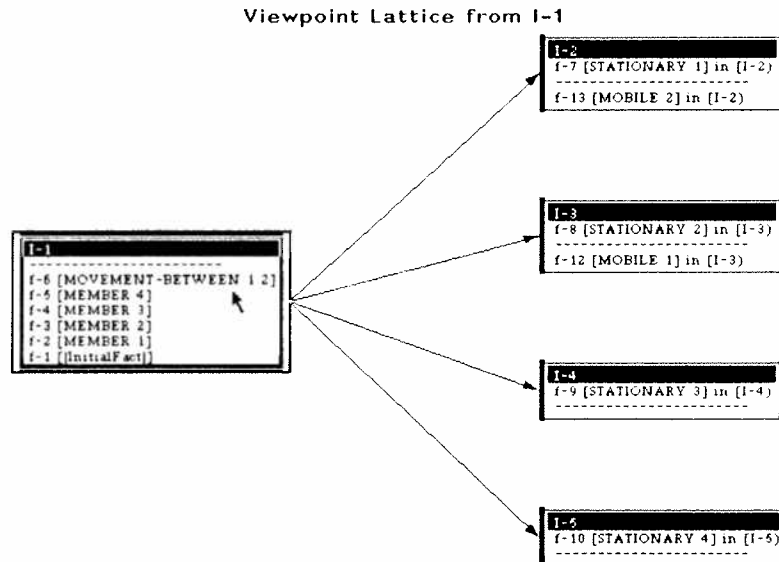 Viewpoint Lattice from I-1
I-1
f-6 [MOVEMENT-BETWEEN 1 2]
f-5 [MEMBER 4]
f-4 [MEMBER 3]
f-3 [MEMBER 2]
f-2 [MEMBER 1]
f-1 [|InitialFact|]
I-2
f-7 [STATIONARY 1] in [I-2)
f-13 [MOBILE 2] in [I-2)
I-3
f-8 [STATIONARY 2] in [I-3)
f-12 [MOBILE 1] in [I-3)
I-4
f-9 [STATIONARY 3] in [I-4)
I-5
f-10 [STATIONARY 4] in [I-5)